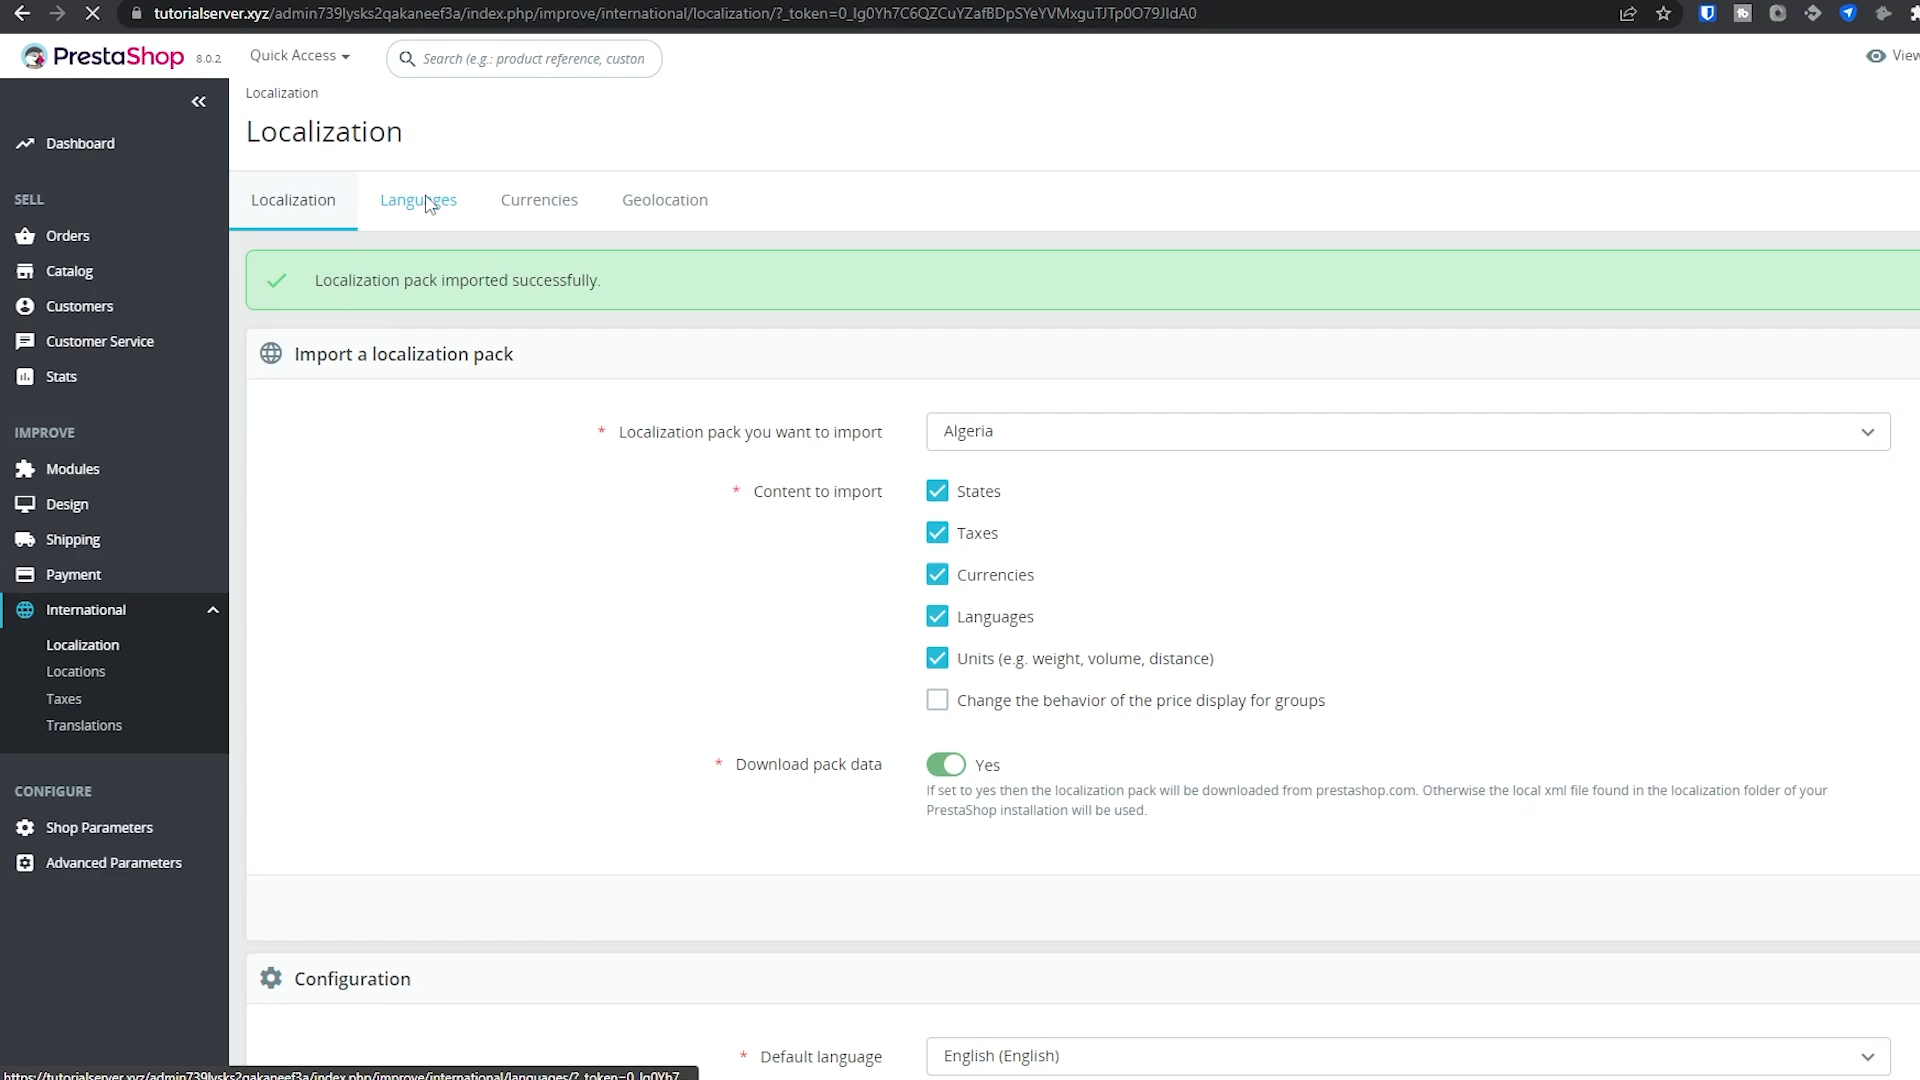 tutorialserver.xyz/admin739lysks2qakaneef3a/index.php/improve/international/localization/?_token=0_lg0Yh7C6QZCuYZafBDpSYeYVMxguTJTp0O79JIdA0
PrestaShop 8.0.2
Quick Access
Search (e.g.: product reference, custon
View
Localization
Localization
Localization
Languages
Currencies
Geolocation
Localization pack imported successfully.
Dashboard
SELL
Orders
Catalog
Customers
Customer Service
Stats
IMPROVE
Modules
Design
Shipping
Payment
International
Localization
Locations
Taxes
Translations
CONFIGURE
Shop Parameters
Advanced Parameters
Import a localization pack
* Localization pack you want to import
Algeria
* Content to import
States
Taxes
Currencies
Languages
Units (e.g. weight, volume, distance)
Change the behavior of the price display for groups
* Download pack data
Yes
If set to yes then the localization pack will be downloaded from prestashop.com. Otherwise the local xml file found in the localization folder of your
PrestaShop installation will be used.
Configuration
* Default language
English (English)
https://tutorialserver.xyz/admin739lysks2qakaneef3a/index.php/improve/international/languages/?_token=0_lg0Yh7...